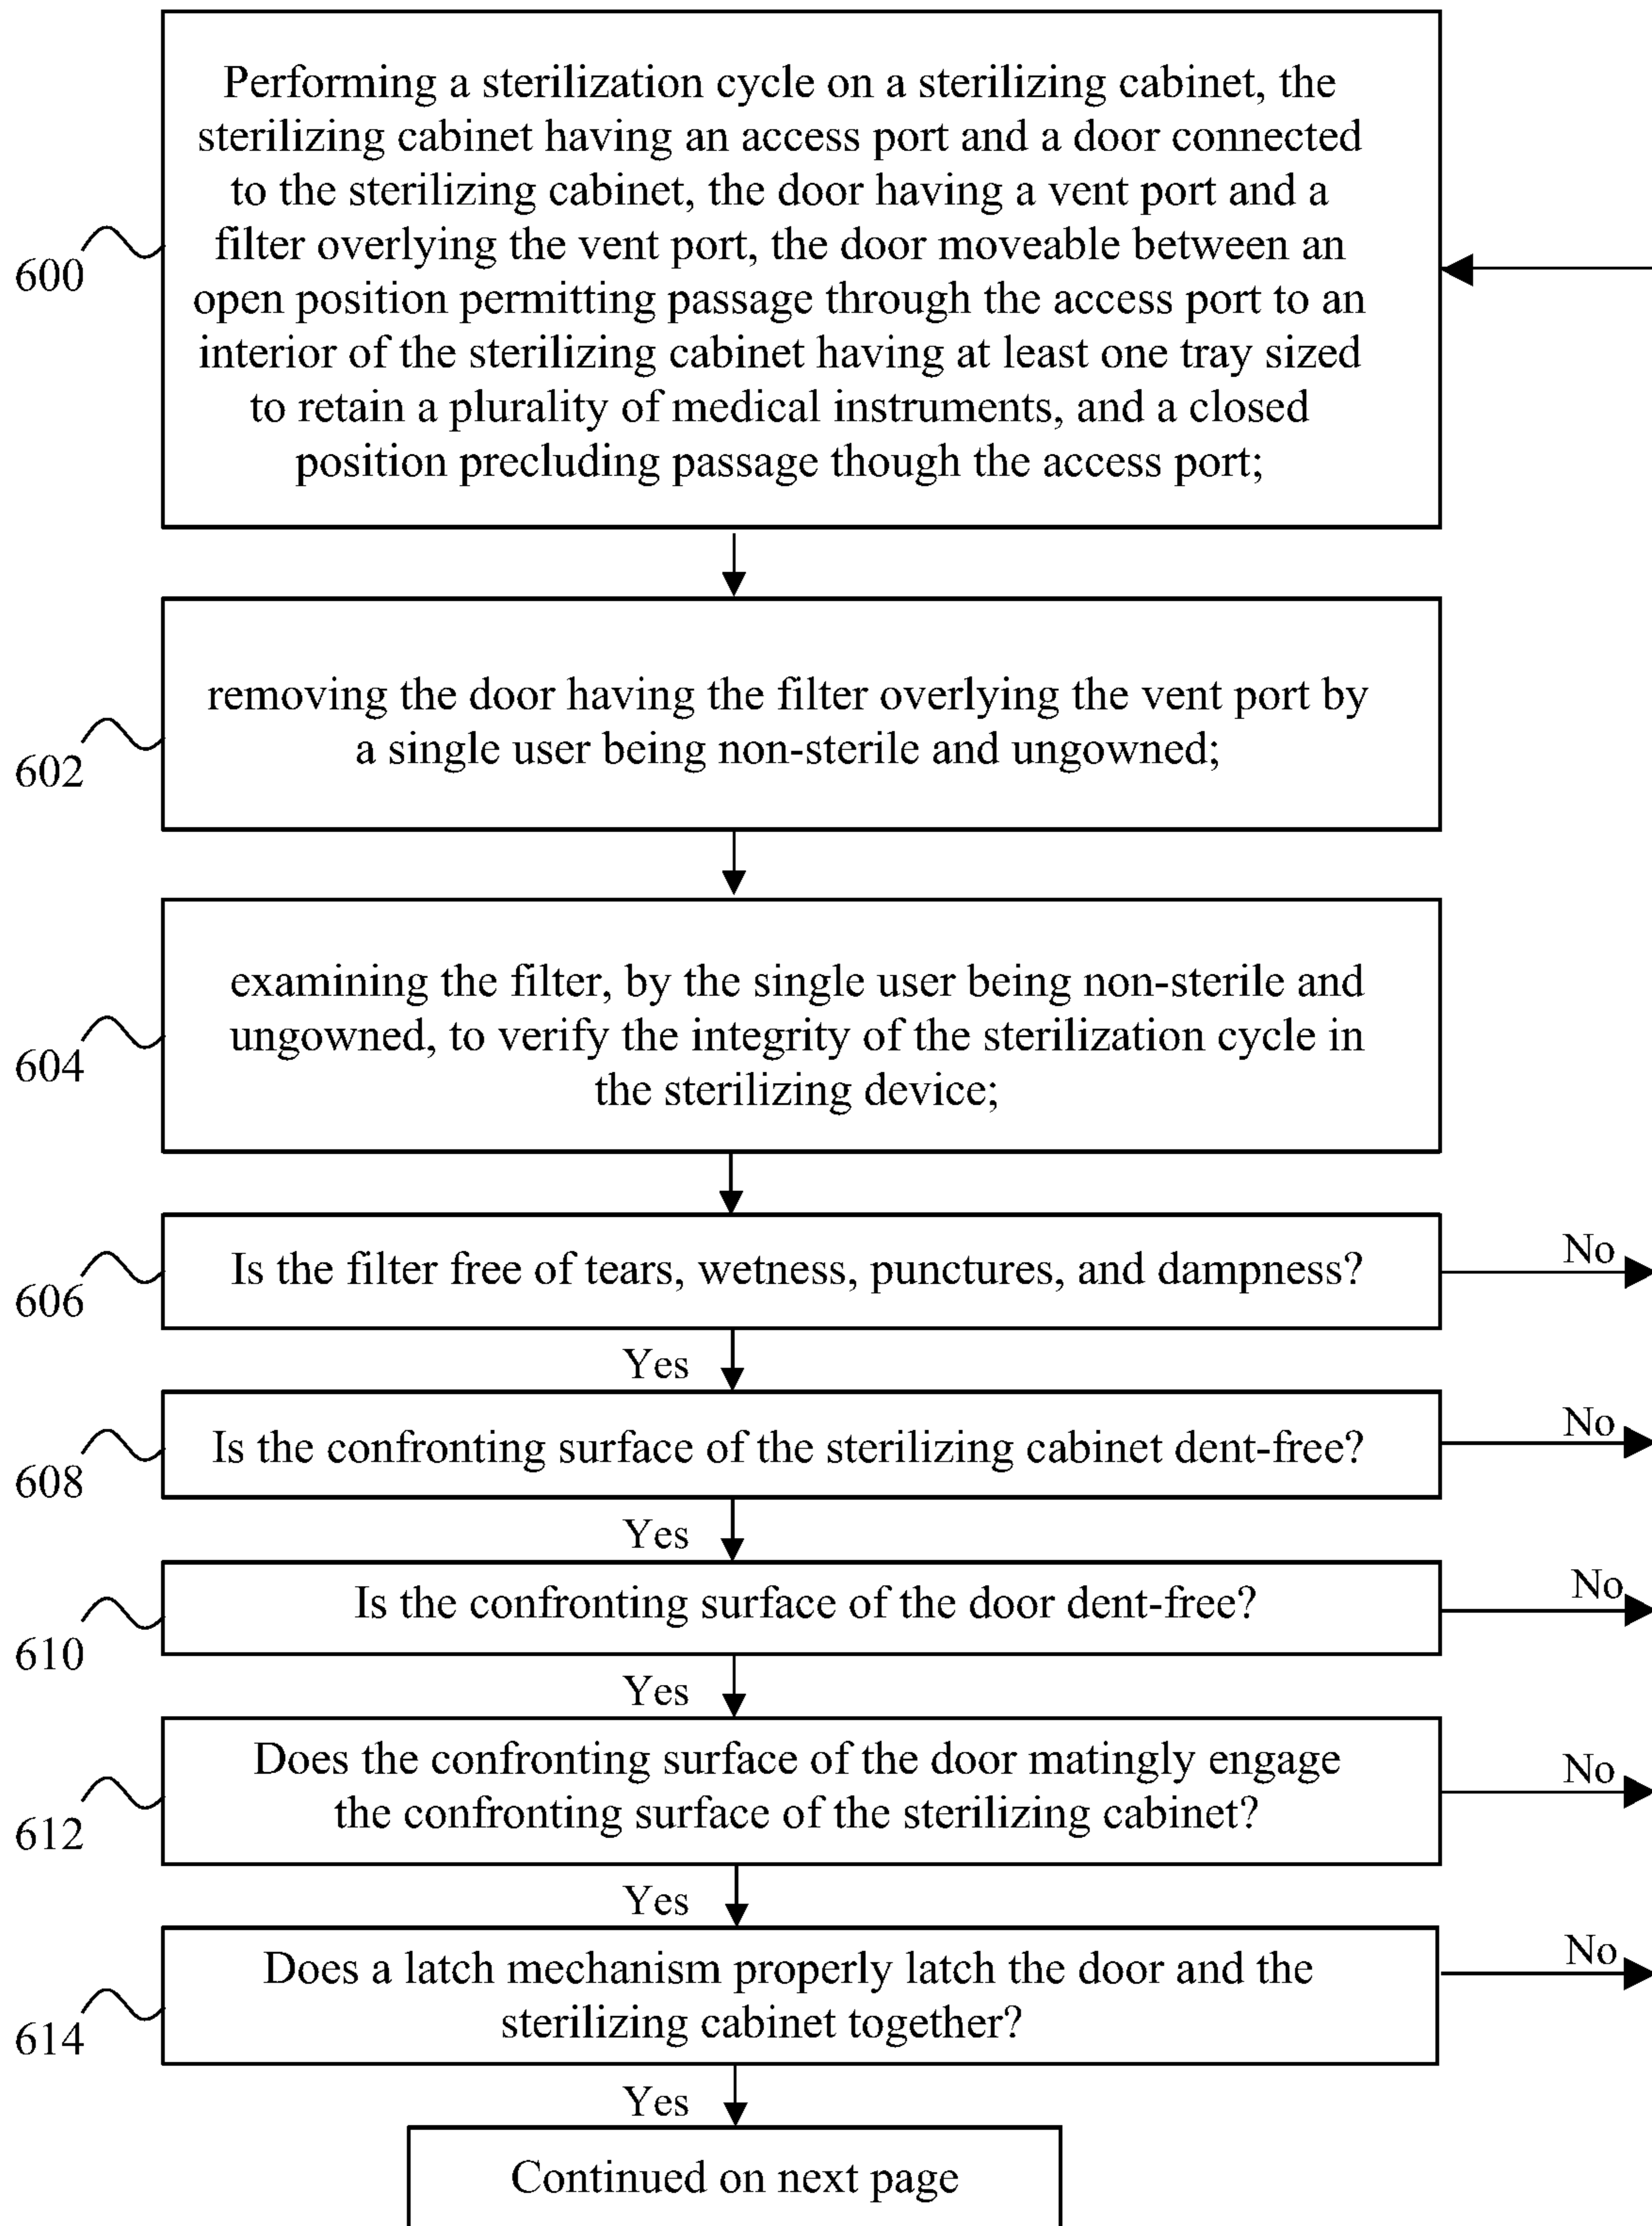 Performing a sterilization cycle on a sterilizing cabinet, the
sterilizing cabinet having an access port and a door connected
to the sterilizing cabinet, the door having a vent port and a
filter overlying the vent port, the door moveable between an
open position permitting passage through the access port to an
interior of the sterilizing cabinet having at least one tray sized
to retain a plurality of medical instruments, and a closed
position precluding passage though the access port;
600
removing the door having the filter overlying the vent port by
a single user being non-sterile and ungowned;
602
examining the filter, by the single user being non-sterile and
ungowned, to verify the integrity of the sterilization cycle in
the sterilizing device;
604
Is the filter free of tears, wetness, punctures, and dampness?
No
606
Yes
Is the confronting surface of the sterilizing cabinet dent-free?
No
608
Yes
Is the confronting surface of the door dent-free?
No
610
Yes
Does the confronting surface of the door matingly engage
the confronting surface of the sterilizing cabinet?
No
612
Yes
Does a latch mechanism properly latch the door and the
sterilizing cabinet together?
No
614
Yes
Continued on next page